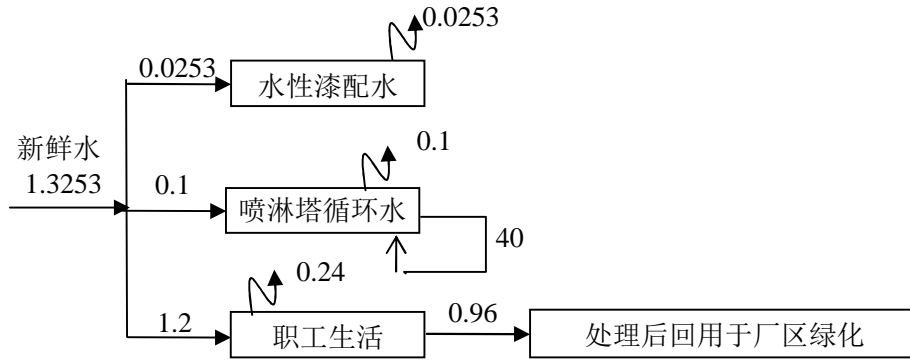 0.0253
0.0253
水性漆配水
新鲜水
1.3253
0.1
0.1
喷淋塔循环水
40
0.24
1.2
职工生活
0.96
处理后回用于厂区绿化